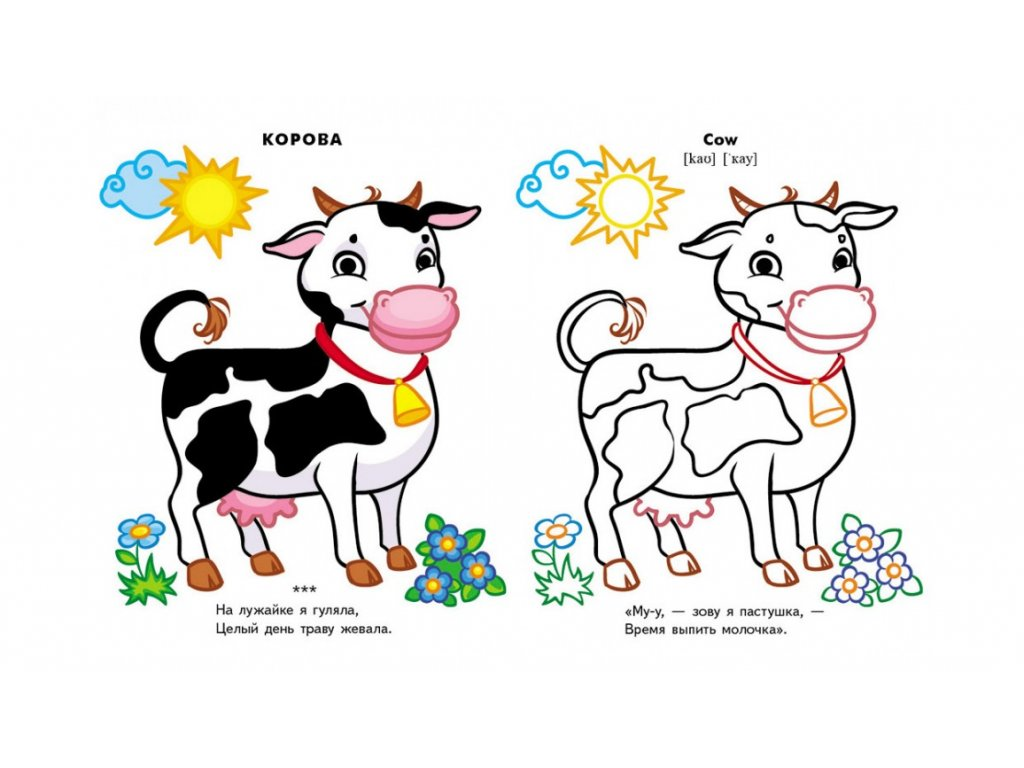 КОРОВА
***
На лужайке я гуляла,
Целый день траву жевала.
Cow
[kaʊ] [ˈкау]
«Му-у, — зову я пастушка, —
Время выпить молочка».